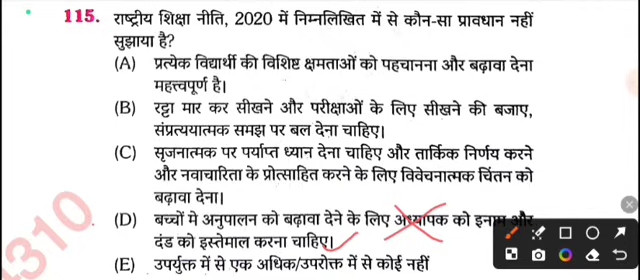 115. राष्ट्रीय शिक्षा नीति, 2020 में निम्नलिखित में से कौन-सा प्रावधान नहीं
सुझाया है?
(A) प्रत्येक विद्यार्थी की विशिष्ट क्षमताओं को पहचानना और बढ़ावा देना
महत्त्वपूर्ण है।
(B) रट्टा मार कर सीखने और परीक्षाओं के लिए सीखने की बजाए,
संप्रत्ययात्मक समझ पर बल देना चाहिए।
(C) सृजनात्मक पर पर्याप्त ध्यान देना चाहिए और तार्किक निर्णय करने
और नवाचारिता के प्रोत्साहित करने के लिए विवेचनात्मक चिंतन को
बढ़ावा देना।
(D) बच्चों मे अनुपालन को बढ़ावा देने के लिए अध्यापक को इनाम और
दंड को इस्तेमाल करना चाहिए।
(E) उपर्युक्त में से एक अधिक/उपरोक्त में से कोई नहीं
310